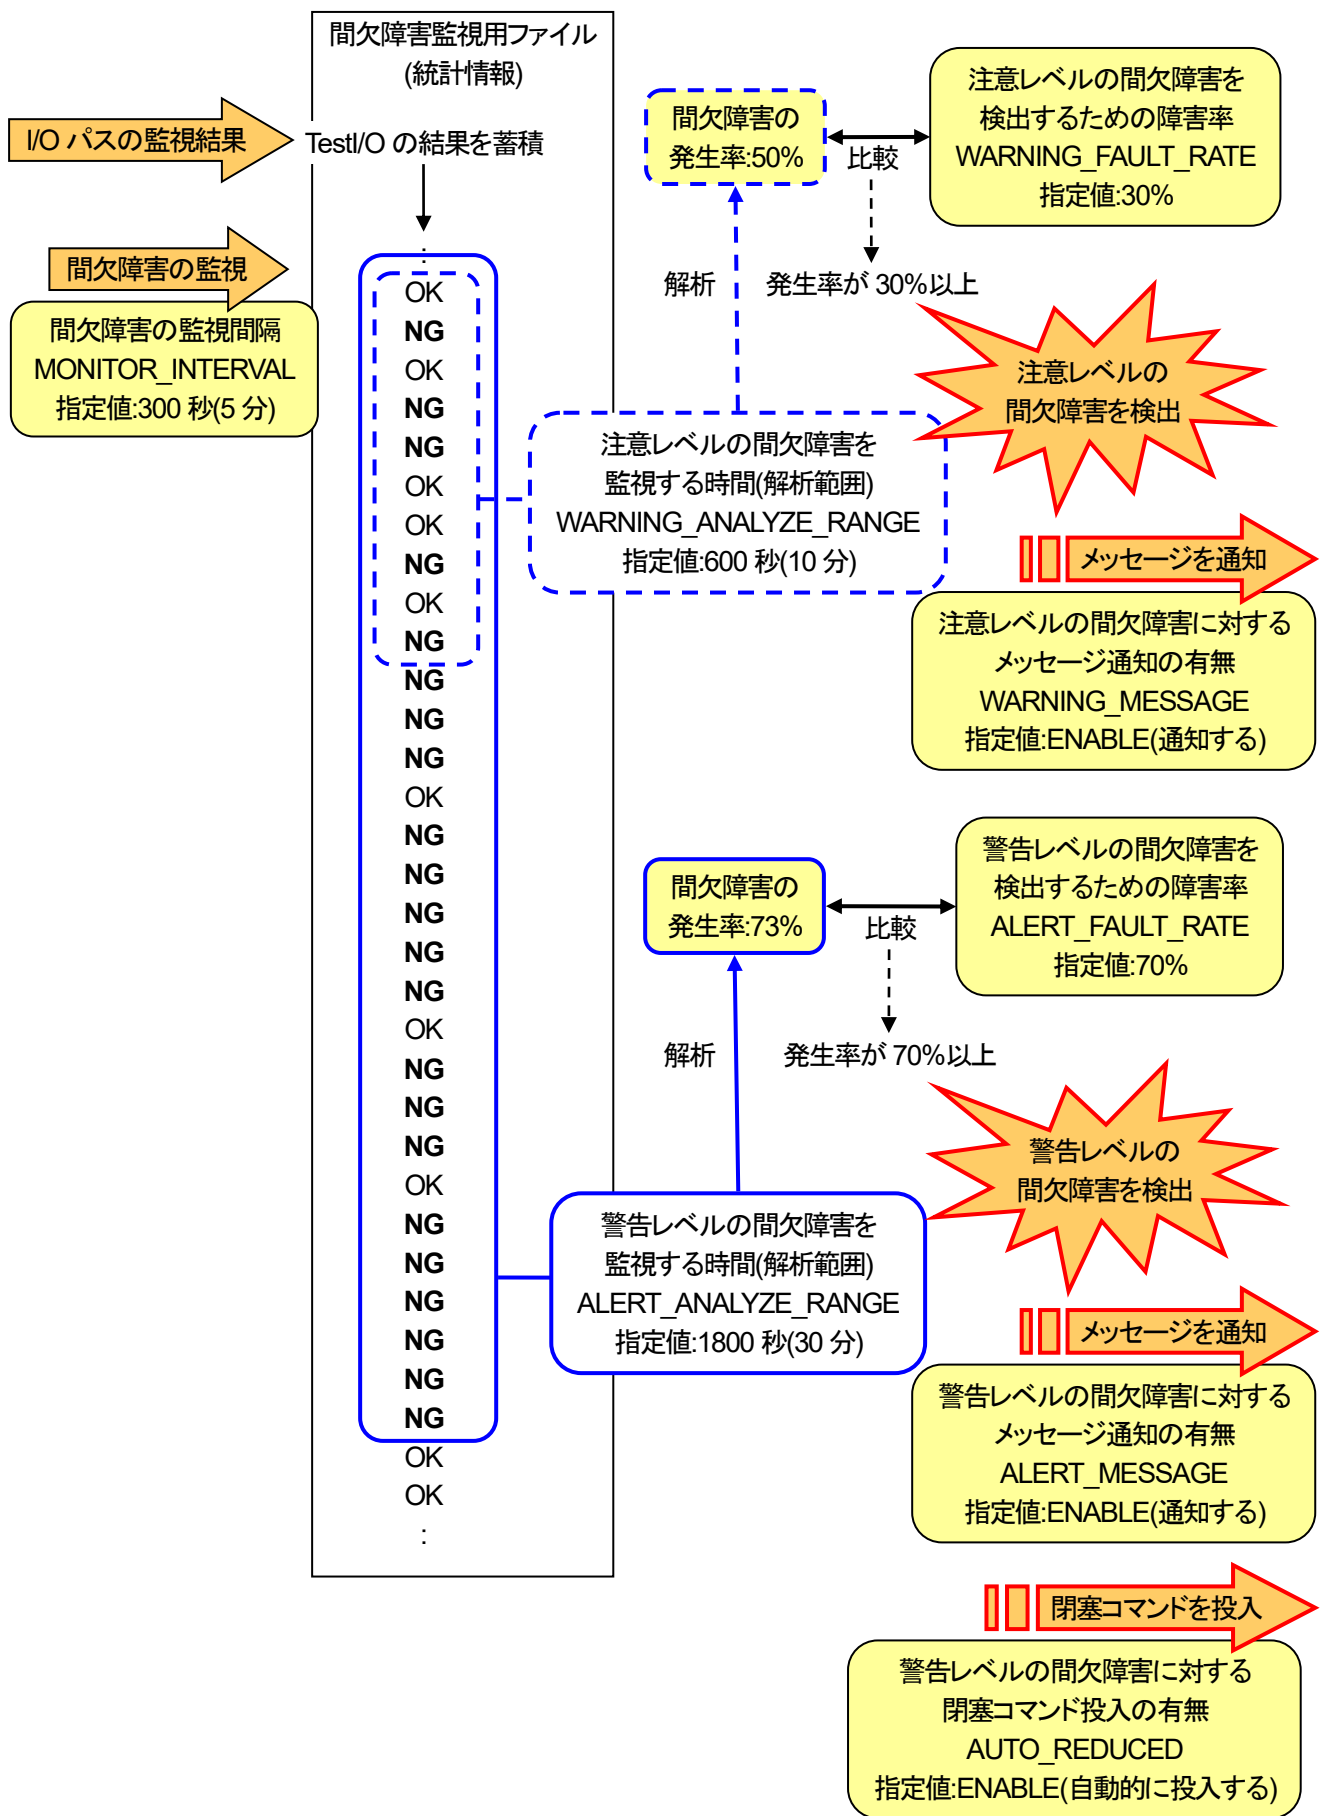 間欠障害監視用ファイル
(統計情報)
I/O パスの監視結果
TestI/O の結果を蓄積
間欠障害の監視
間欠障害の監視間隔
MONITOR_INTERVAL
指定値:300 秒(5 分)
:
OK
NG
OK
NG
NG
OK
OK
NG
OK
NG
NG
NG
NG
OK
NG
NG
NG
NG
NG
OK
NG
NG
NG
OK
NG
NG
NG
NG
NG
NG
OK
OK
:
間欠障害の
発生率:50%
比較
注意レベルの間欠障害を
検出するための障害率
WARNING_FAULT_RATE
指定値:30%
解析
発生率が 30%以上
注意レベルの
間欠障害を検出
注意レベルの間欠障害を
監視する時間(解析範囲)
WARNING_ANALYZE_RANGE
指定値:600 秒(10 分)
メッセージを通知
注意レベルの間欠障害に対する
メッセージ通知の有無
WARNING_MESSAGE
指定値:ENABLE(通知する)
間欠障害の
発生率:73%
比較
警告レベルの間欠障害を
検出するための障害率
ALERT_FAULT_RATE
指定値:70%
解析
発生率が 70%以上
警告レベルの
間欠障害を検出
警告レベルの間欠障害を
監視する時間(解析範囲)
ALERT_ANALYZE_RANGE
指定値:1800 秒(30 分)
メッセージを通知
警告レベルの間欠障害に対する
メッセージ通知の有無
ALERT_MESSAGE
指定値:ENABLE(通知する)
閉塞コマンドを投入
警告レベルの間欠障害に対する
閉塞コマンド投入の有無
AUTO_REDUCED
指定値:ENABLE(自動的に投入する)